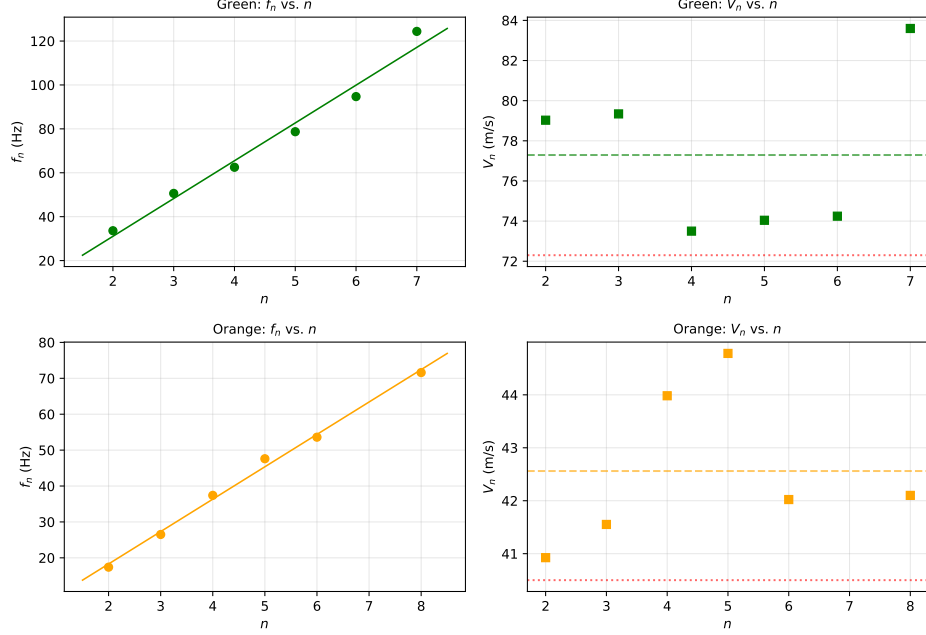 Green: fₙ vs. n
120
100
80
60
40
20
fₙ (Hz)
2 3 4 5 6 7
n
Green: Vₙ vs. n
84
82
80
78
76
74
72
Vₙ (m/s)
2 3 4 5 6 7
n
Orange: fₙ vs. n
80
70
60
50
40
30
20
fₙ (Hz)
2 3 4 5 6 7 8
n
Orange: Vₙ vs. n
44
43
42
41
Vₙ (m/s)
2 3 4 5 6 7 8
n